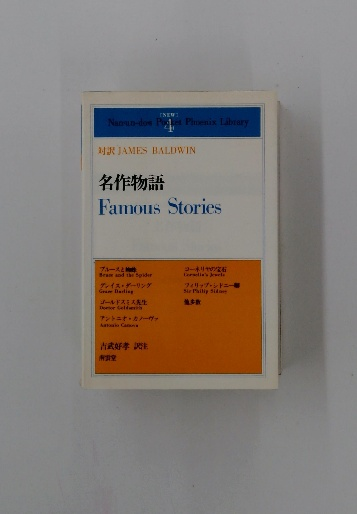 [NEW]
Nan'un-do's Pocket Phoenix Library
4
対訳 JAMES BALDWIN
名作物語
Famous Stories
ブルースと蜘蛛
Bruce and the Spider
グレイス・ダーリング
Grace Darling
ゴールドスミス先生
Doctor Goldsmith
アントニオ・カノーヴァ
Antonio Canova
コーネリヤの宝石
Cornelia's Jewels
フィリップ・シドニー卿
Sir Philip Sidney
他多数
吉武好孝 訳注
南雲堂